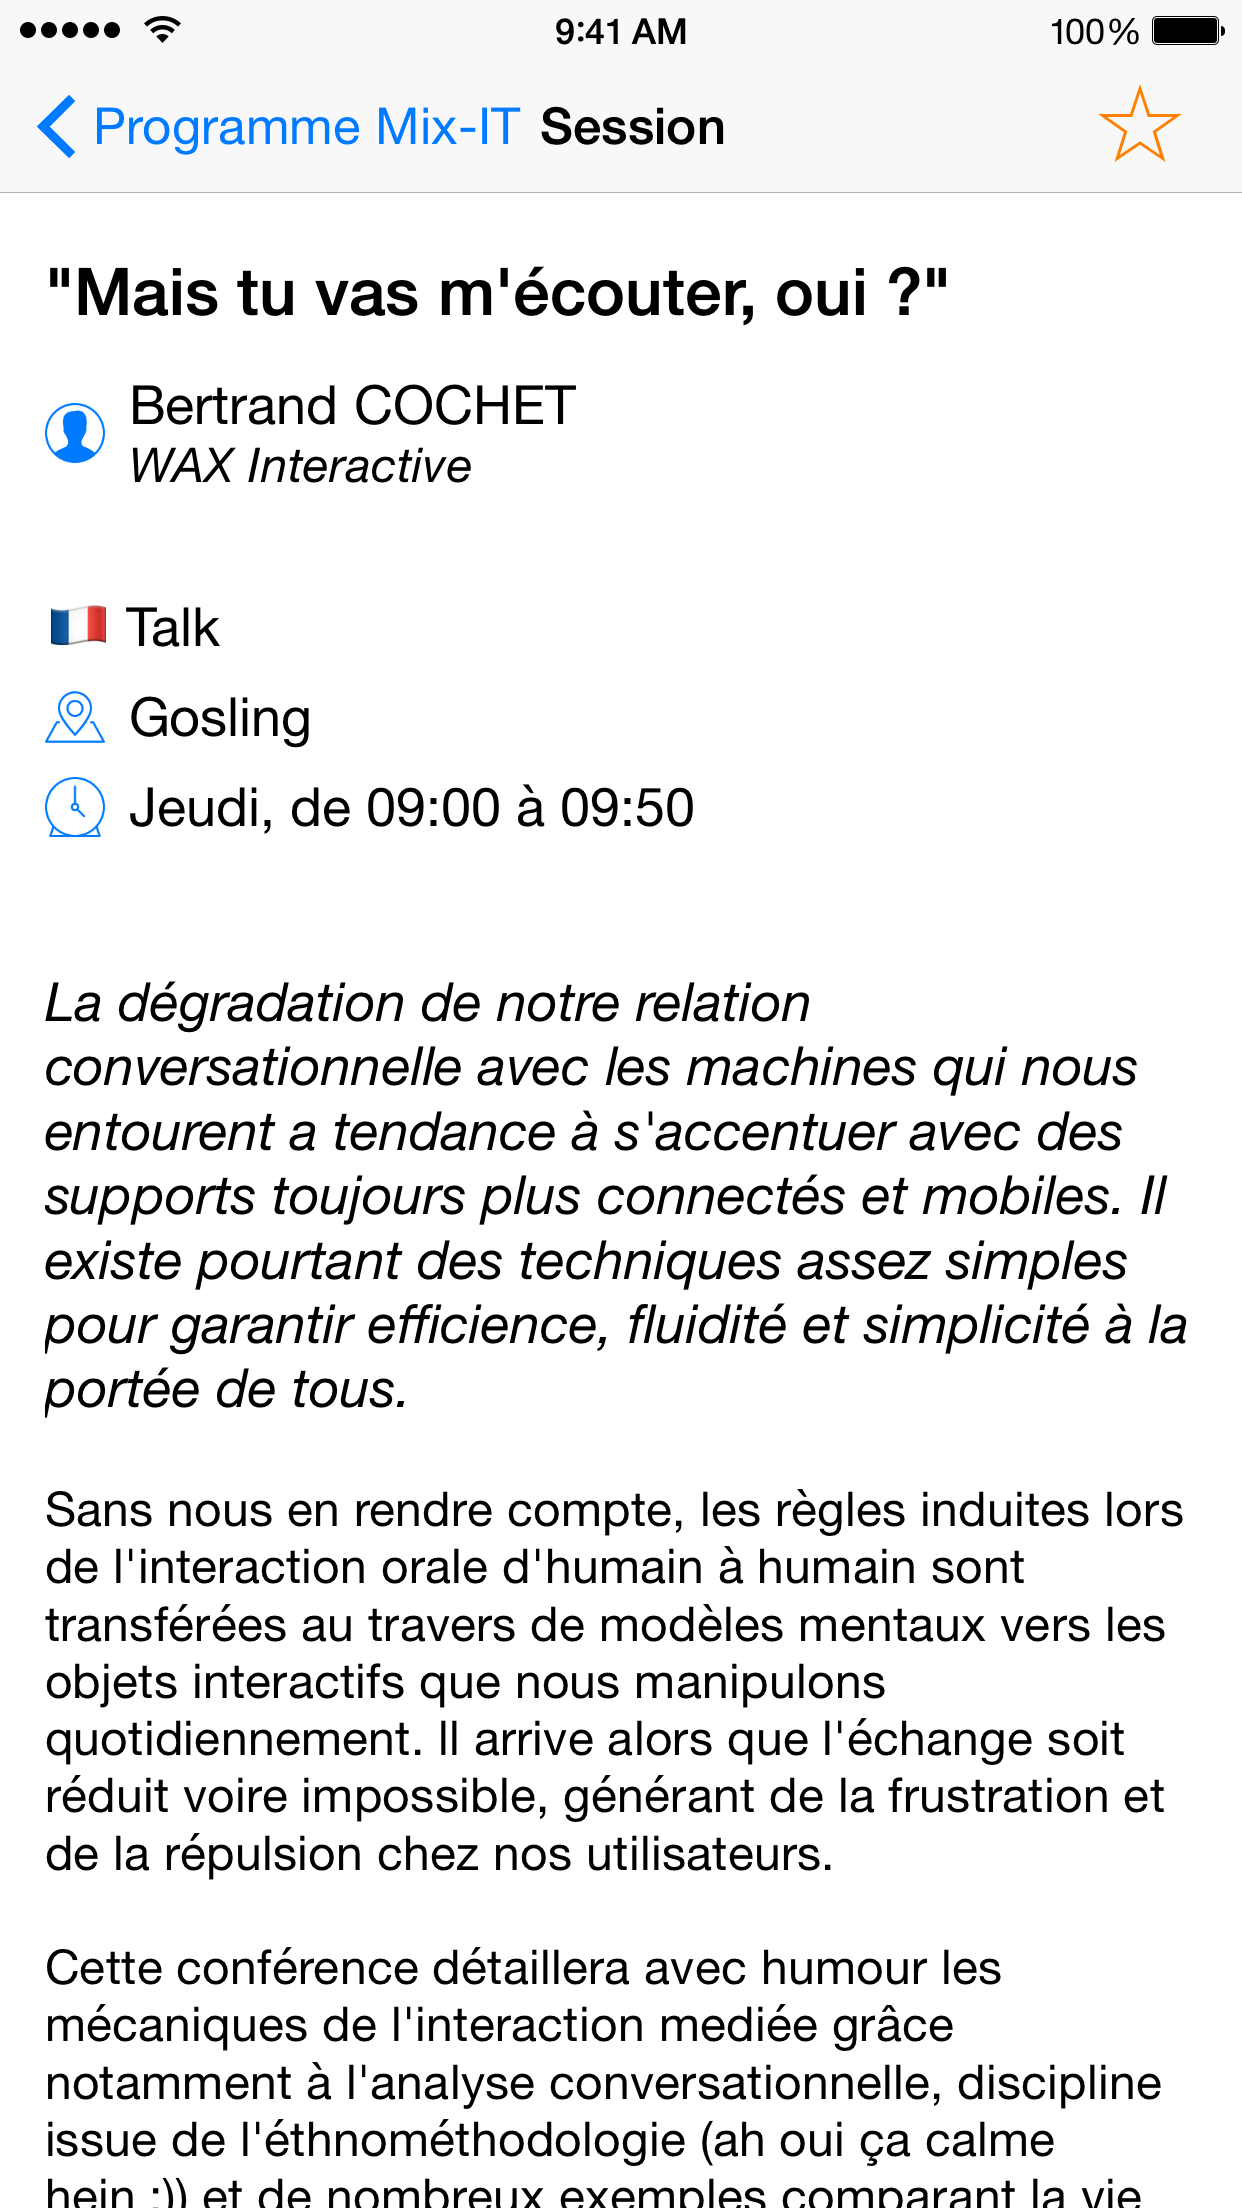 9:41 AM
100%
Programme Mix-IT Session
"Mais tu vas m'écouter, oui ?"
Bertrand COCHET
WAX Interactive
Talk
Gosling
Jeudi, de 09:00 à 09:50
La dégradation de notre relation
conversationnelle avec les machines qui nous
entourent a tendance à s'accentuer avec des
supports toujours plus connectés et mobiles. Il
existe pourtant des techniques assez simples
pour garantir efficience, fluidité et simplicité à la
portée de tous.
Sans nous en rendre compte, les règles induites lors
de l'interaction orale d'humain à humain sont
transférées au travers de modèles mentaux vers les
objets interactifs que nous manipulons
quotidiennement. Il arrive alors que l'échange soit
réduit voire impossible, générant de la frustration et
de la répulsion chez nos utilisateurs.
Cette conférence détaillera avec humour les
mécaniques de l'interaction mediée grâce
notamment à l'analyse conversationnelle, discipline
issue de l'éthnométhodologie (ah oui ça calme
hein :)) et de nombreux exemples comparant la vie